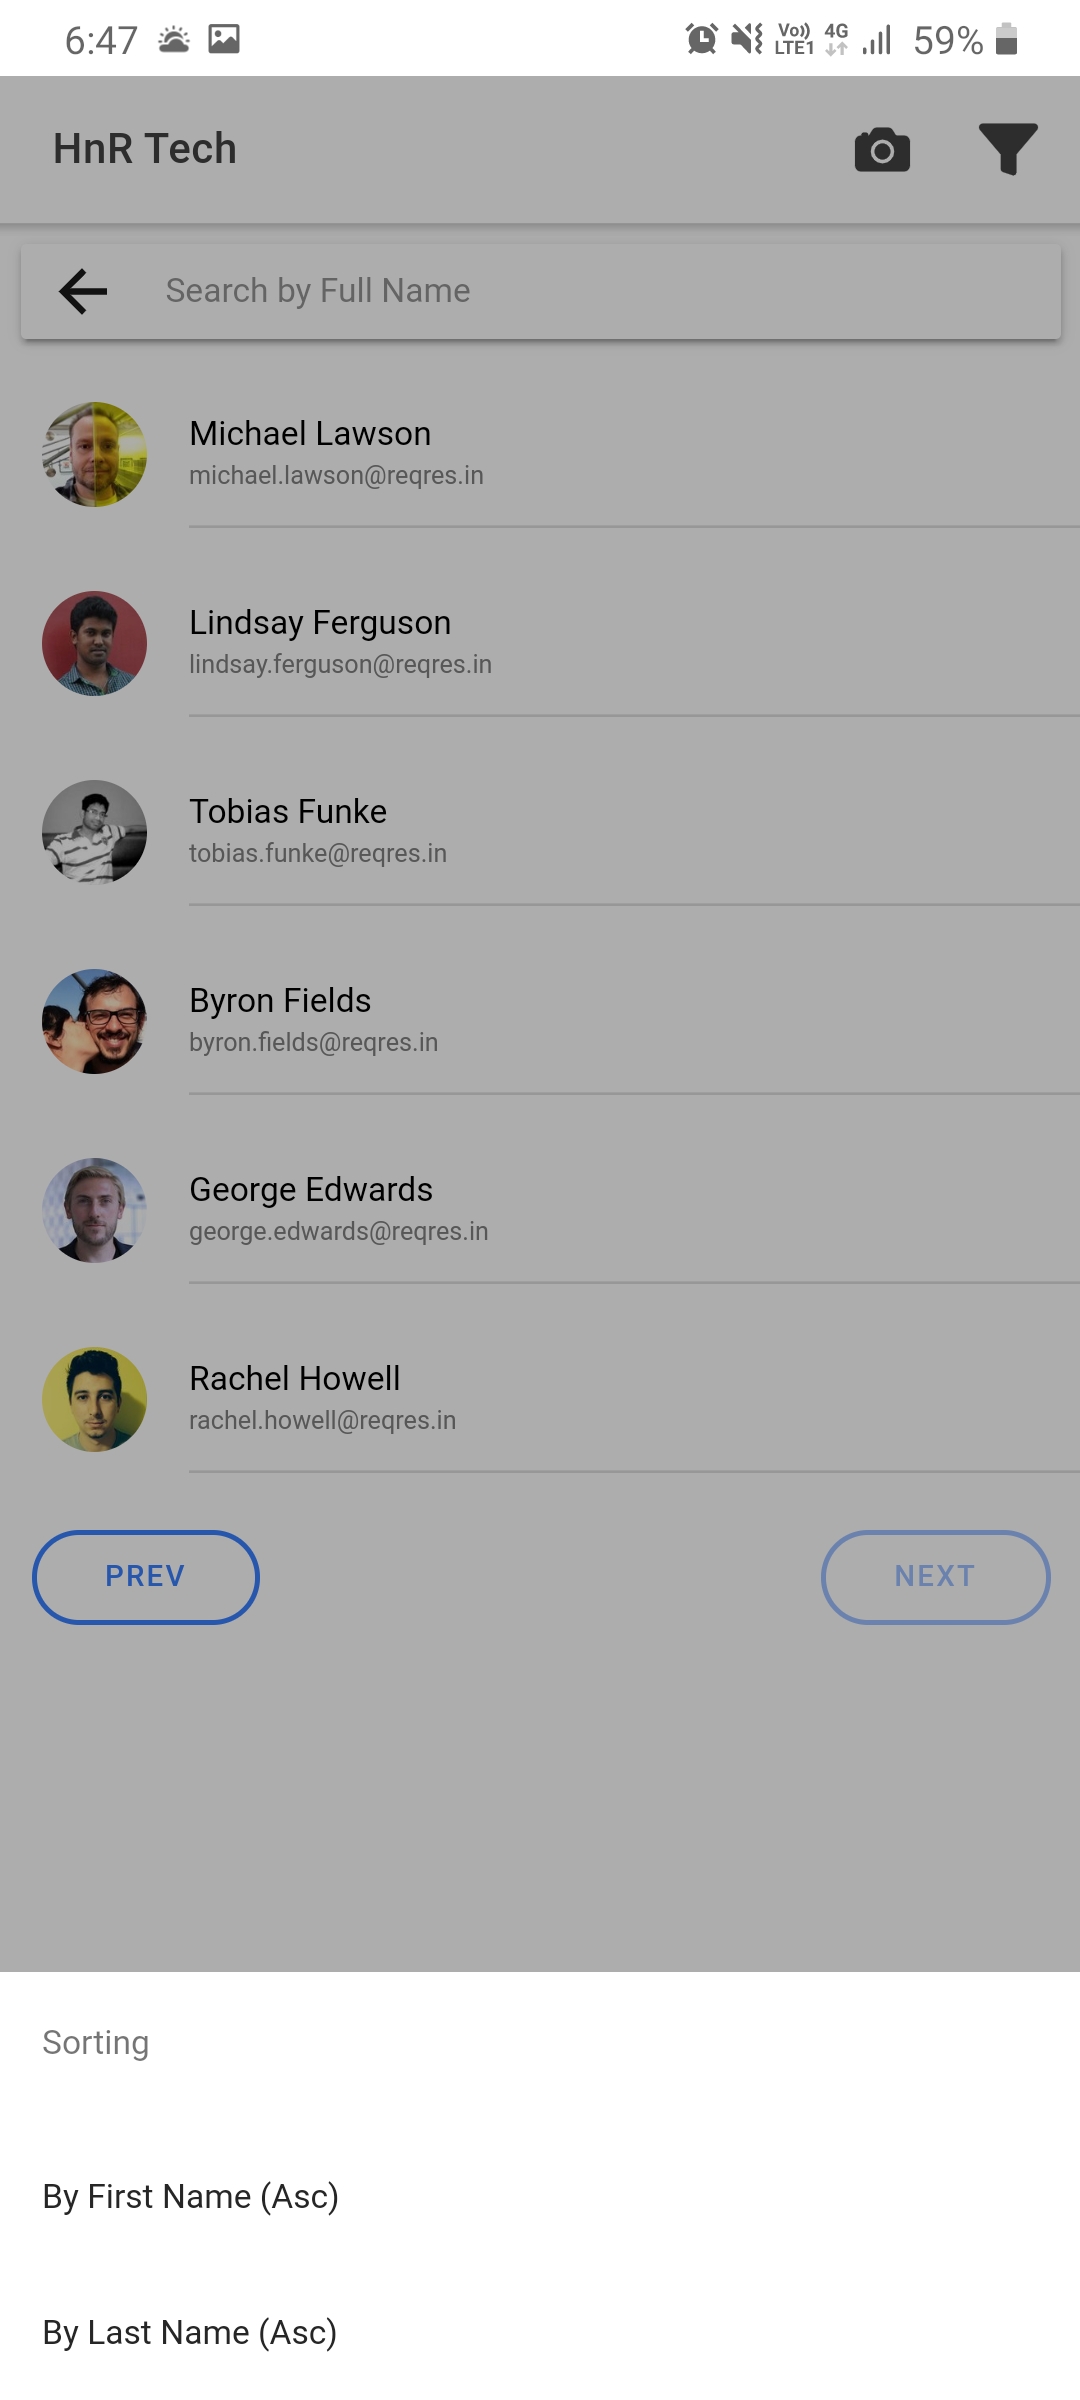 6:47
Vo)) LTE1 4G 59%
HnR Tech
Search by Full Name
Michael Lawson
michael.lawson@reqres.in
Lindsay Ferguson
lindsay.ferguson@reqres.in
Tobias Funke
tobias.funke@reqres.in
Byron Fields
byron.fields@reqres.in
George Edwards
george.edwards@reqres.in
Rachel Howell
rachel.howell@reqres.in
PREV
NEXT
Sorting
By First Name (Asc)
By Last Name (Asc)